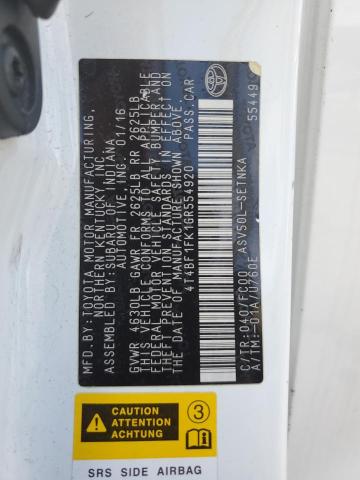 MFD.BY:TOYOTA MOTOR MANUFACTURING,
NORTHERN KENTUCKY, INC.
ASSEMBLED BY: SUBARU OF INDIANA
AUTOMOTIVE, INC. 01/16
GVWR 4630LB GAWR FR 2625LB RR 2625LB
THIS VEHICLE CONFORMS TO ALL APPLICABLE
FEDERAL MOTOR VEHICLE SAFETY, BUMPER AND
THEFT PREVENTION STANDARDS IN EFFECT
ON THE DATE OF MANUFACTURE SHOWN ABOVE.
4T4BF1FK1GR554920 PASS.CAR
C/TR:040/FC20 ASV50L-SETNKA
A/TM:-01A/U760E 55449
TOYOTA
CAUTION
ATTENTION
ACHTUNG
3
SRS SIDE AIRBAG